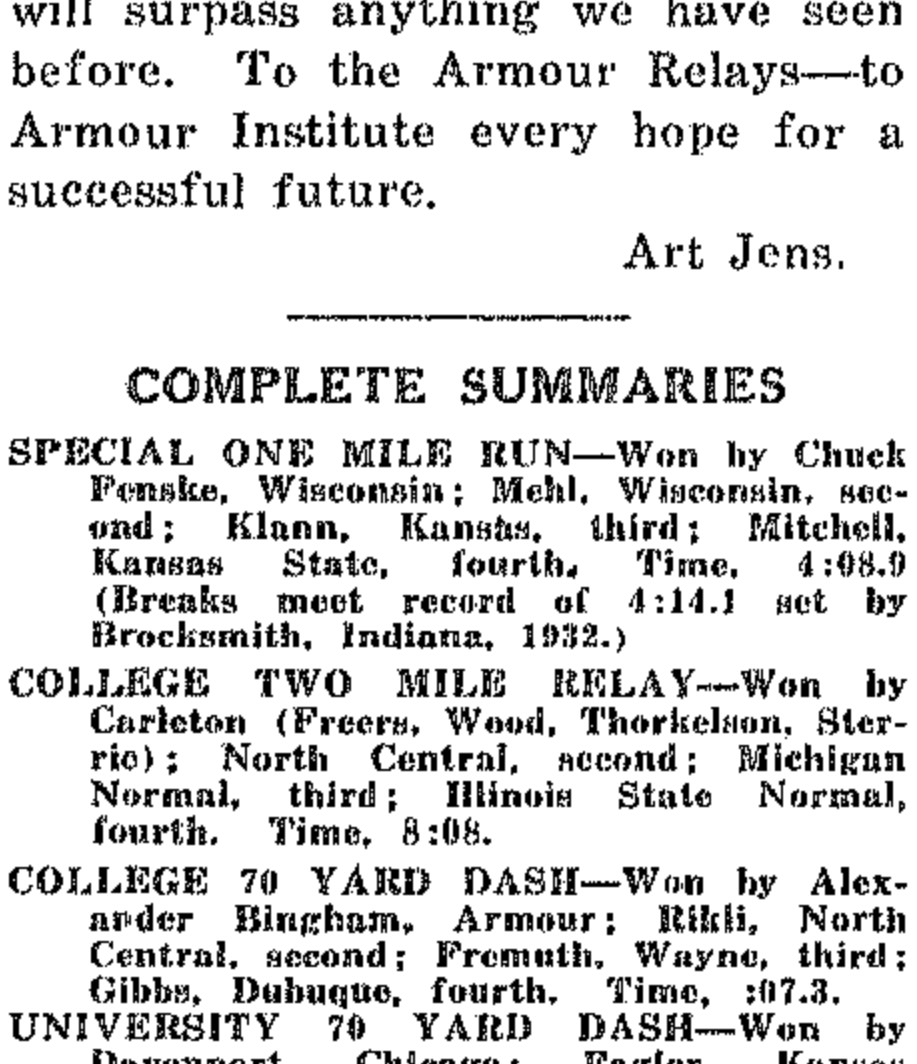 will surpass anything we have seen
before. To the Armour Relays—to
Armour Institute every hope for a
successful future.
Art Jens.
COMPLETE SUMMARIES
SPECIAL ONE MILE RUN—Won by Chuck
Fenske, Wisconsin; Mehl, Wisconsin, sec-
ond; Klann, Kansas, third; Mitchell,
Kansas State, fourth. Time, 4:08.9
(Breaks meet record of 4:14.1 set by
Brocksmith, Indiana, 1932.)
COLLEGE TWO MILE RELAY—Won by
Carleton (Freers, Wood, Thorkelson, Ster-
rie); North Central, second; Michigan
Normal, third; Illinois State Normal,
fourth. Time, 8:08.
COLLEGE 70 YARD DASH—Won by Alex-
ander Bingham, Armour; Rikli, North
Central, second; Fremuth, Wayne, third;
Gibbs, Dubuque, fourth. Time, :07.3.
UNIVERSITY 70 YARD DASH—Won by
Davenport, Chicago; Kansas